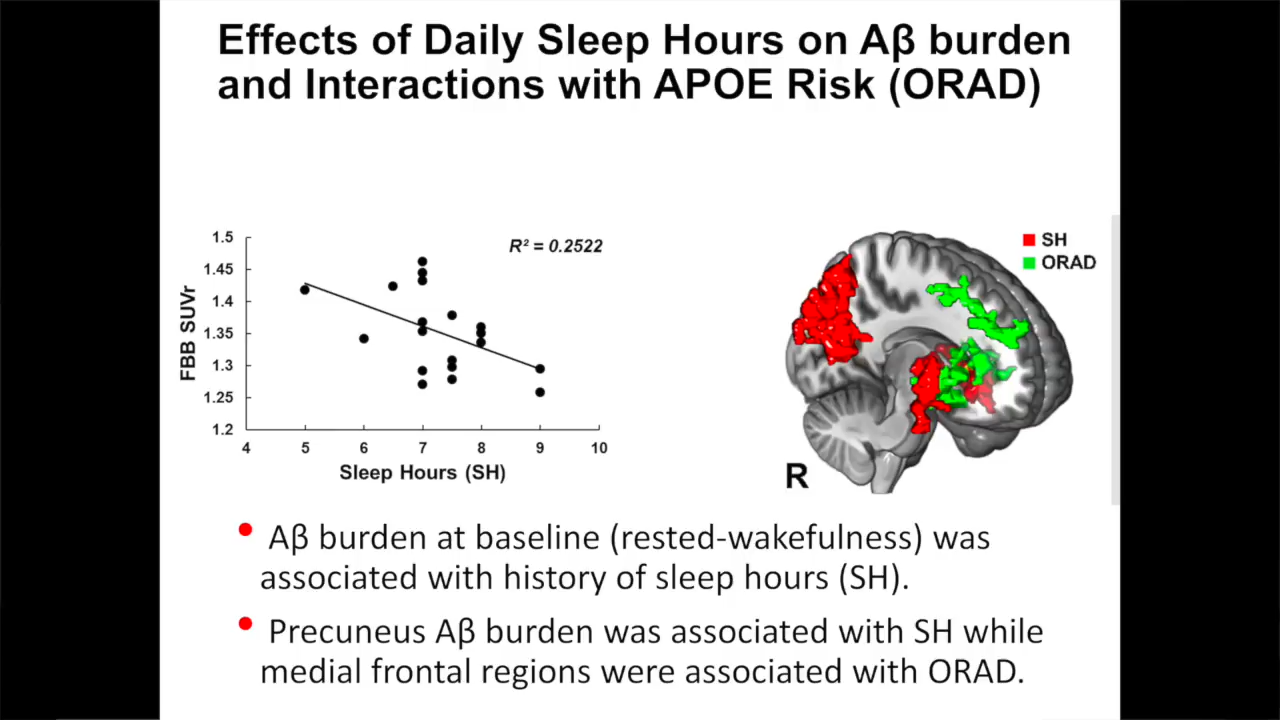 Effects of Daily Sleep Hours on Aβ burden
and Interactions with APOE Risk (ORAD)
R² = 0.2522
1.5
1.45
1.4
1.35
1.3
1.25
1.2
FBB SUVr
4 5 6 7 8 9 10
Sleep Hours (SH)
SH
ORAD
R
• Aβ burden at baseline (rested-wakefulness) was
associated with history of sleep hours (SH).
• Precuneus Aβ burden was associated with SH while
medial frontal regions were associated with ORAD.